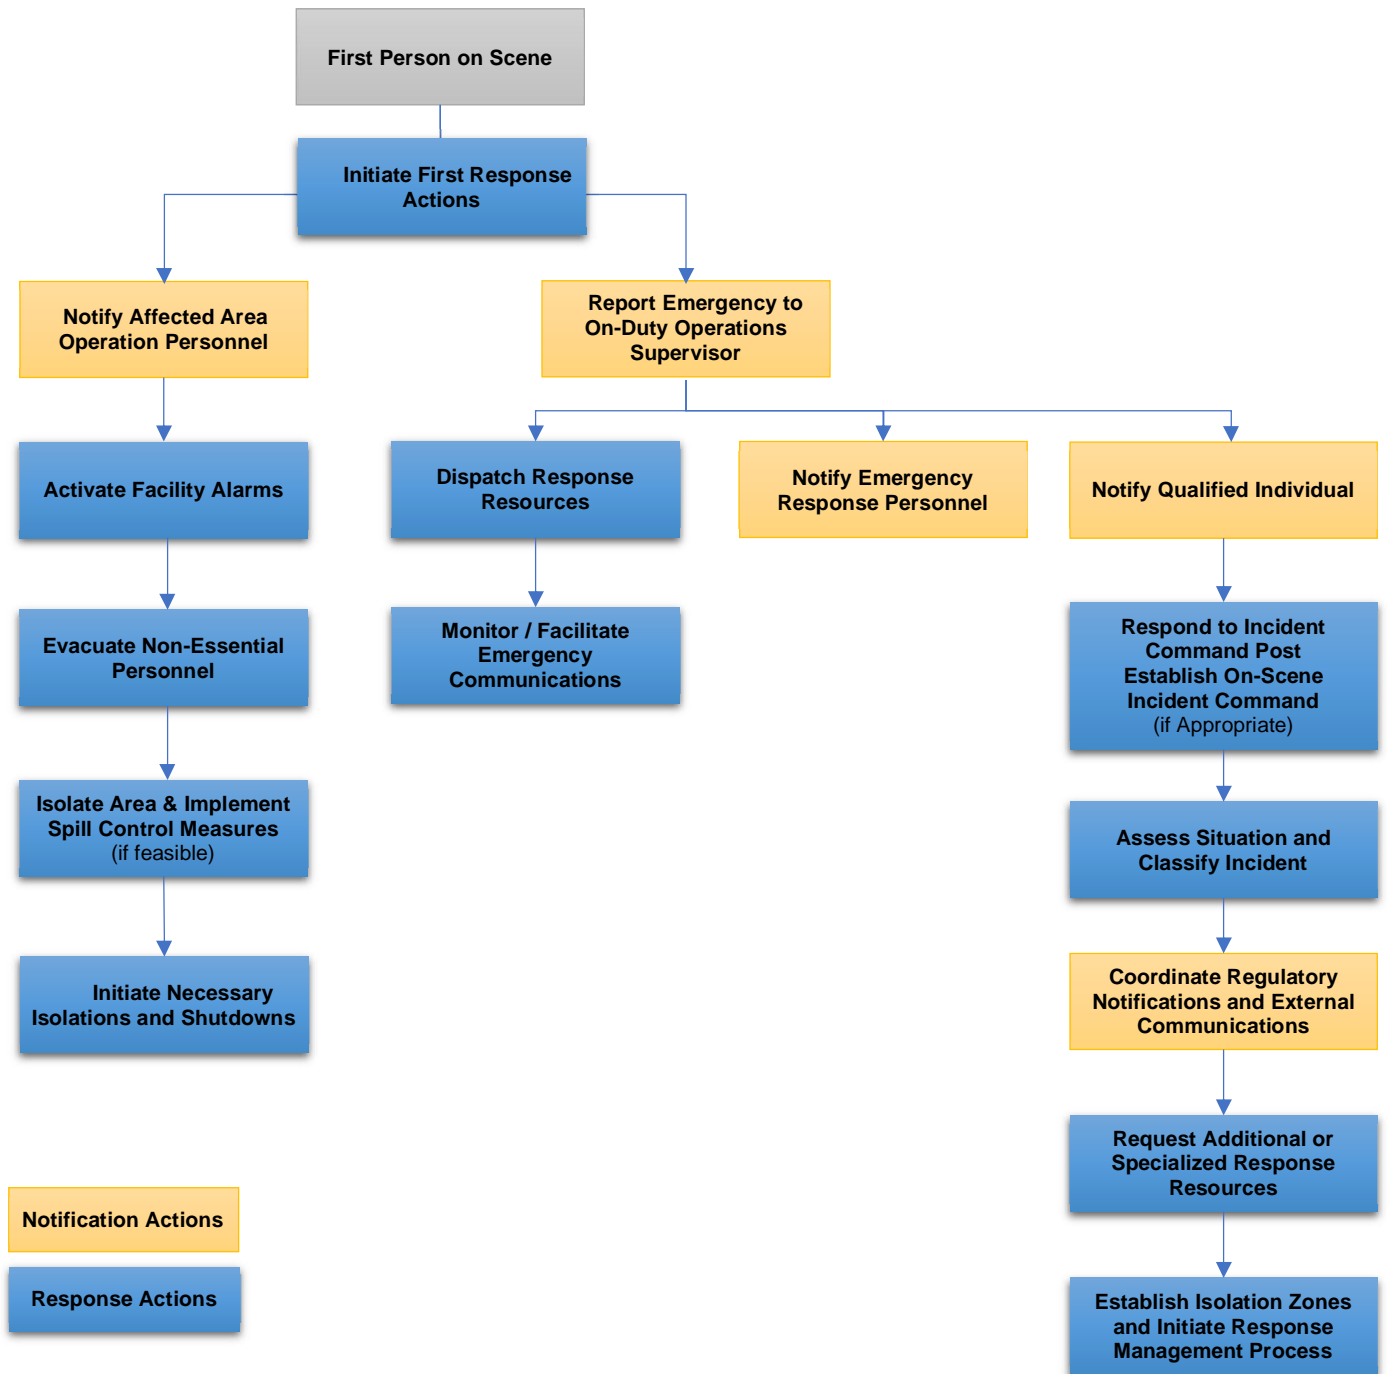 First Person on Scene
Initiate First Response
Actions
Notify Affected Area
Operation Personnel
Report Emergency to
On-Duty Operations
Supervisor
Activate Facility Alarms
Dispatch Response
Resources
Notify Emergency
Response Personnel
Notify Qualified Individual
Evacuate Non-Essential
Personnel
Monitor / Facilitate
Emergency
Communications
Respond to Incident
Command Post
Establish On-Scene
Incident Command
(if Appropriate)
Isolate Area & Implement
Spill Control Measures
(if feasible)
Assess Situation and
Classify Incident
Initiate Necessary
Isolations and Shutdowns
Coordinate Regulatory
Notifications and External
Communications
Request Additional or
Specialized Response
Resources
Notification Actions
Response Actions
Establish Isolation Zones
and Initiate Response
Management Process